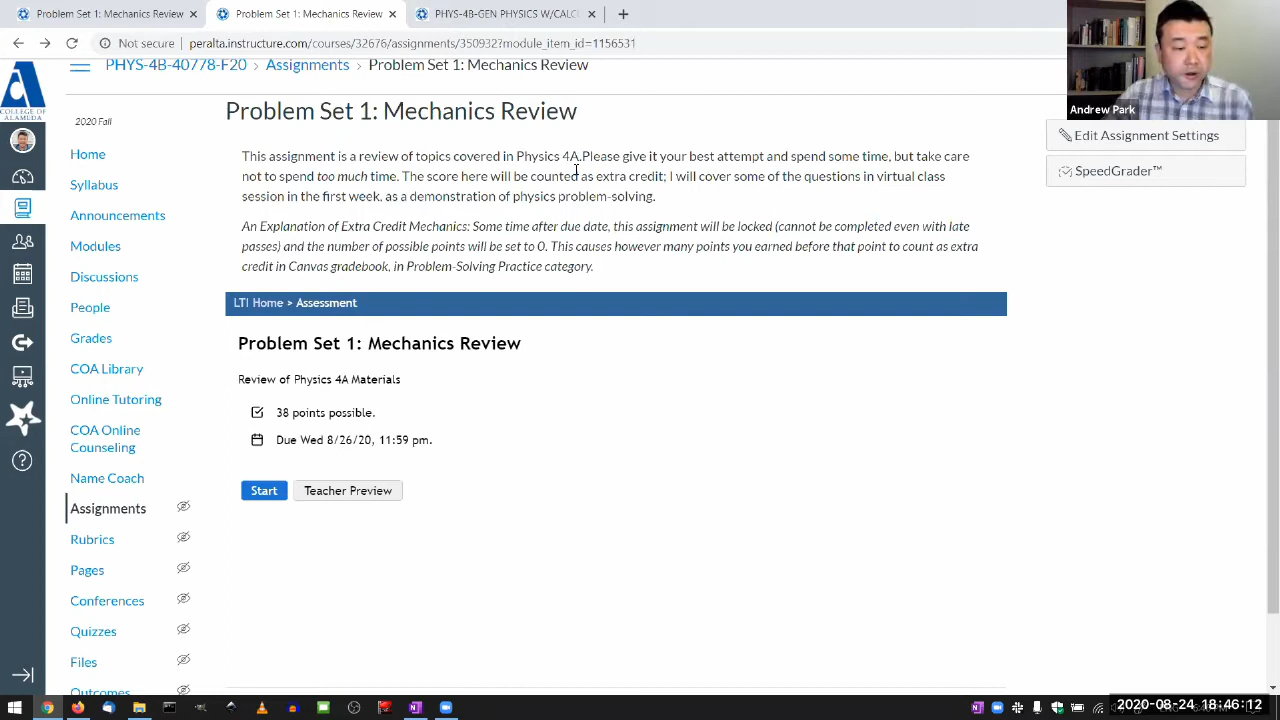 Problem Set 1: Mechanics Review
Problem Set 1: Mechanics Review
PHYS-4B-GEN PHYSICS W/CALC
Not secure
peralta.instructure.com/courses/33576/assignments/350932?module_item_id=1156531
PHYS-4B-40778-F20 > Assignments > Problem Set 1: Mechanics Review
COLLEGE OF
ALAMEDA
2020 Fall
Home
Syllabus
Announcements
Modules
Discussions
People
Grades
COA Library
Online Tutoring
COA Online
Counseling
Name Coach
Assignments
Rubrics
Pages
Conferences
Quizzes
Files
Outcomes
Problem Set 1: Mechanics Review
This assignment is a review of topics covered in Physics 4A.Please give it your best attempt and spend some time, but take care
not to spend too much time. The score here will be counted as extra credit; I will cover some of the questions in virtual class
session in the first week, as a demonstration of physics problem-solving.
An Explanation of Extra Credit Mechanics: Some time after due date, this assignment will be locked (cannot be completed even with late
passes) and the number of possible points will be set to 0. This causes however many points you earned before that point to count as extra
credit in Canvas gradebook, in Problem-Solving Practice category.
LTI Home > Assessment
Problem Set 1: Mechanics Review
Review of Physics 4A Materials
38 points possible.
Due Wed 8/26/20, 11:59 pm.
Start
Teacher Preview
Andrew Park
Edit Assignment Settings
SpeedGrader™
2020-08-24 18:46:12